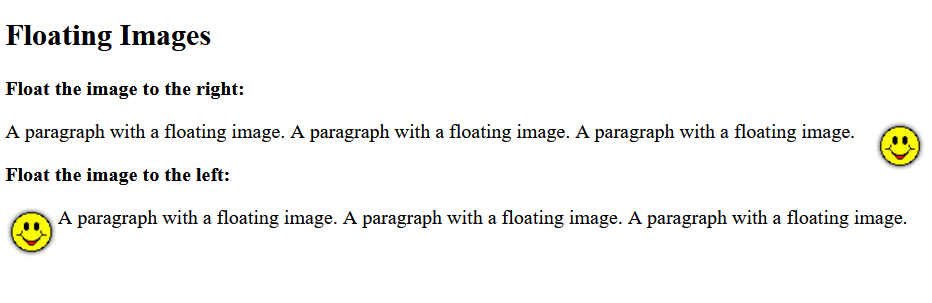 Floating Images
Float the image to the right:
A paragraph with a floating image. A paragraph with a floating image. A paragraph with a floating image.
Float the image to the left:
A paragraph with a floating image. A paragraph with a floating image. A paragraph with a floating image.